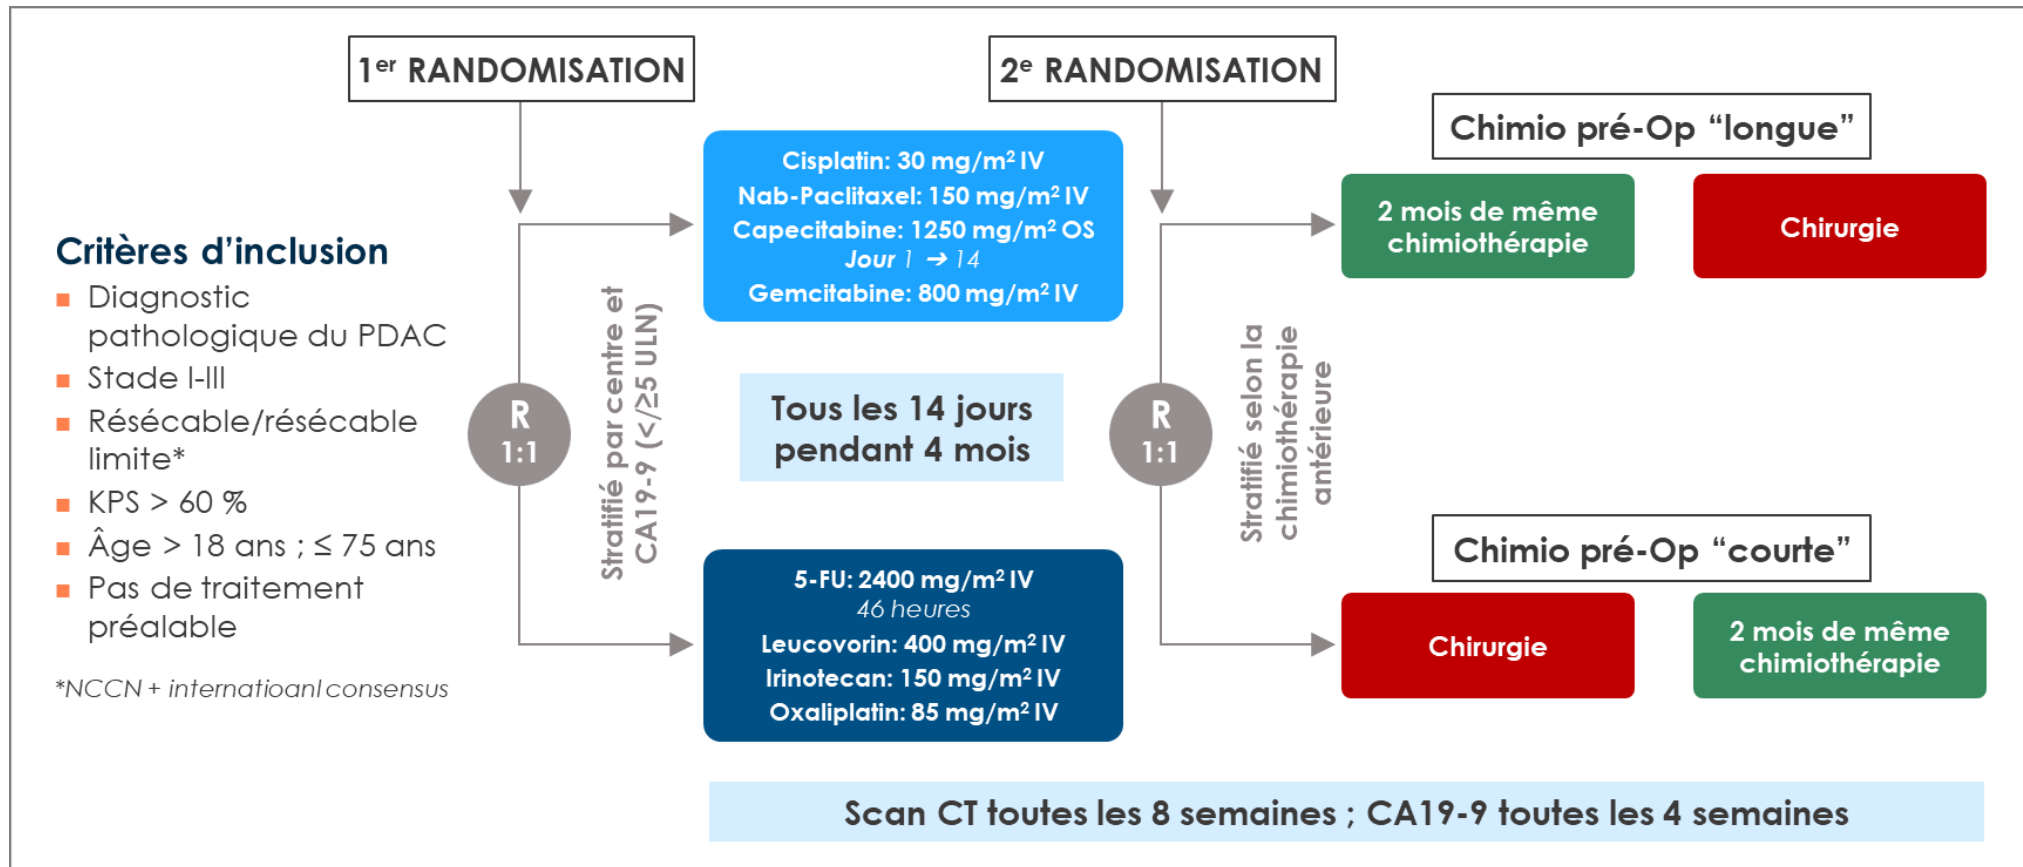 1er RANDOMISATION
2e RANDOMISATION
Critères d’inclusion
■ Diagnostic
pathologique du PDAC
■ Stade I-III
■ Résécable/résécable
limite*
■ KPS > 60 %
■ Âge > 18 ans ; ≤ 75 ans
■ Pas de traitement
préalable
*NCCN + internatioanl consensus
R
1:1
Stratifié par centre et
CA19-9 (</≥5 ULN)
Cisplatin: 30 mg/m² IV
Nab-Paclitaxel: 150 mg/m² IV
Capecitabine: 1250 mg/m² OS
Jour 1 ➔ 14
Gemcitabine: 800 mg/m² IV
Tous les 14 jours
pendant 4 mois
5-FU: 2400 mg/m² IV
46 heures
Leucovorin: 400 mg/m² IV
Irinotecan: 150 mg/m² IV
Oxaliplatin: 85 mg/m² IV
R
1:1
Stratifié selon la
chimiothérapie
antérieure
Chimio pré-Op “longue”
2 mois de même
chimiothérapie
Chirurgie
Chimio pré-Op “courte”
Chirurgie
2 mois de même
chimiothérapie
Scan CT toutes les 8 semaines ; CA19-9 toutes les 4 semaines